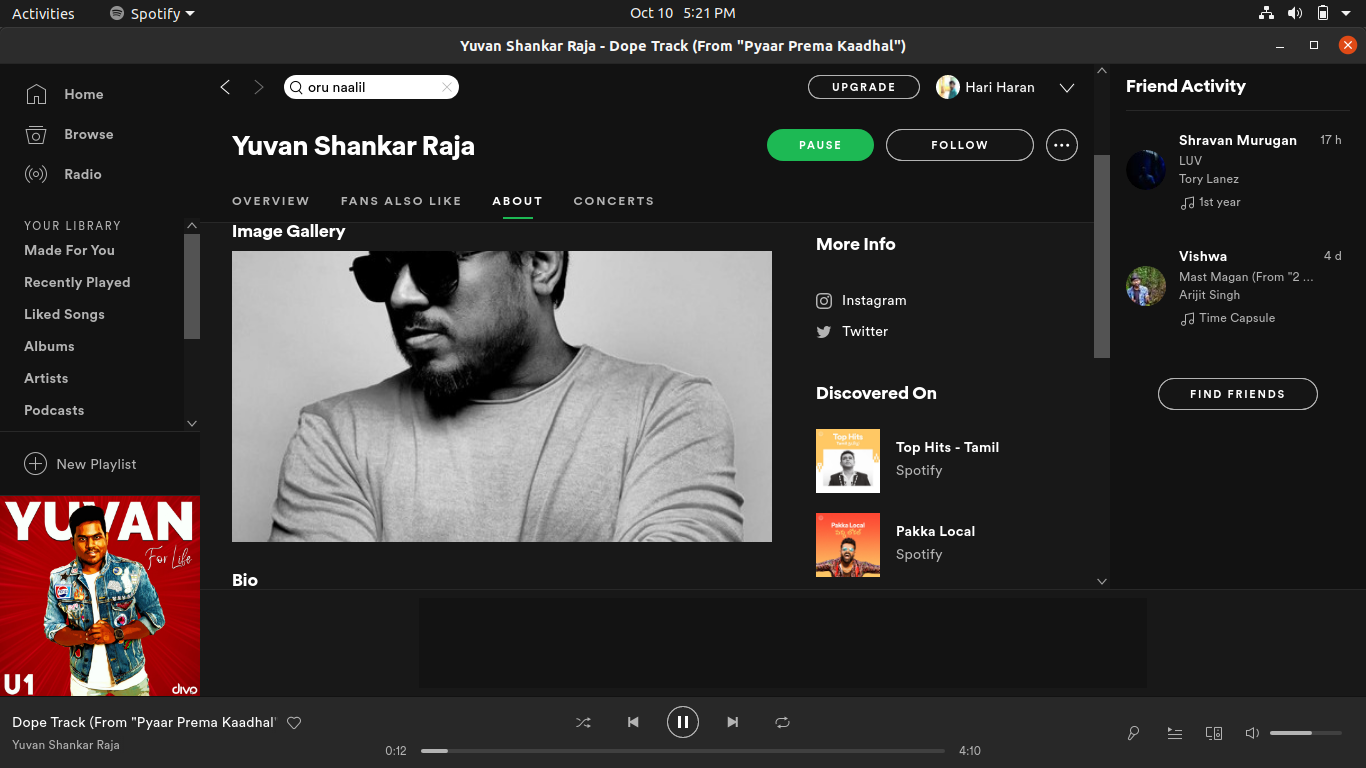 Activities
Spotify
Oct 10 5:21 PM
Yuvan Shankar Raja - Dope Track (From "Pyaar Prema Kaadhal")
Home
Browse
Radio
YOUR LIBRARY
Made For You
Recently Played
Liked Songs
Albums
Artists
Podcasts
New Playlist
YUVAN
For Life
U1
divo
oru naalil
UPGRADE
Hari Haran
Yuvan Shankar Raja
PAUSE
FOLLOW
OVERVIEW
FANS ALSO LIKE
ABOUT
CONCERTS
Image Gallery
Bio
More Info
Instagram
Twitter
Discovered On
Top Hits
Top Hits - Tamil
Spotify
Pakka Local
Pakka Local
Spotify
Friend Activity
Shravan Murugan 17 h
LUV
Tory Lanez
1st year
Vishwa 4 d
Mast Magan (From "2 ...
Arijit Singh
Time Capsule
FIND FRIENDS
Dope Track (From "Pyaar Prema Kaadhal"
Yuvan Shankar Raja
0:12
4:10